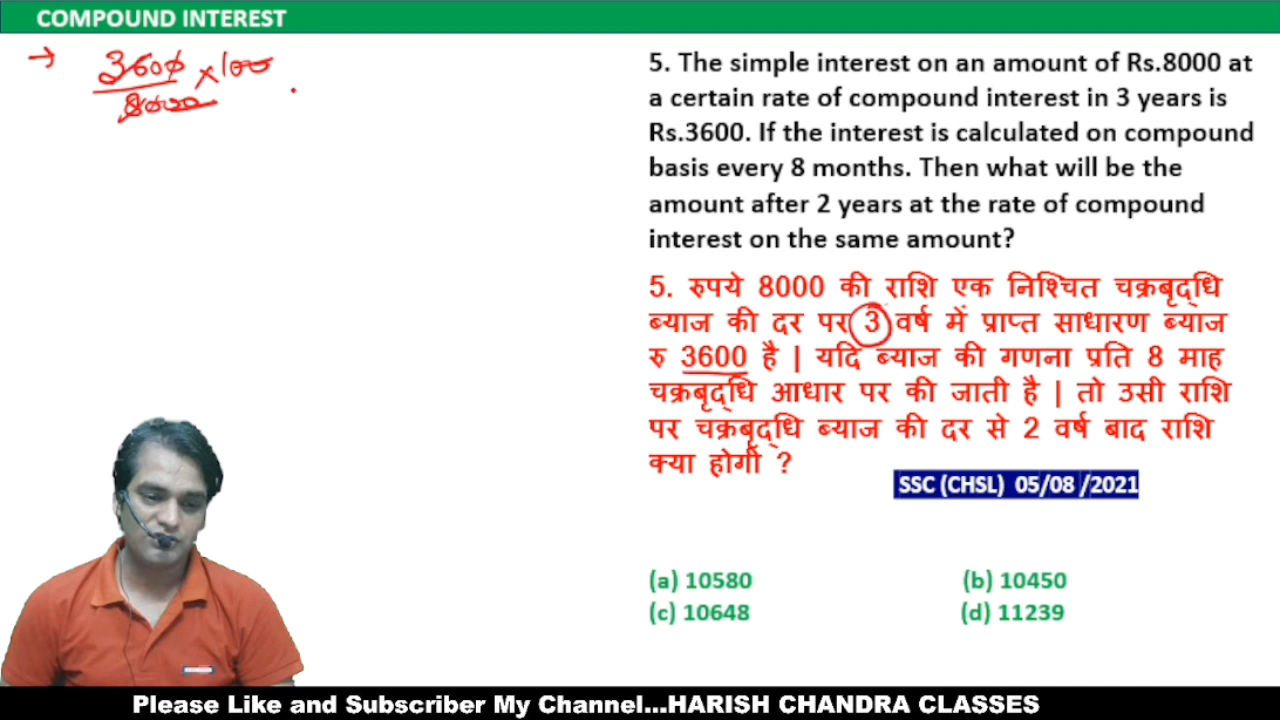 COMPOUND INTEREST
→ 3600
8000 × 100
5. The simple interest on an amount of Rs.8000 at
a certain rate of compound interest in 3 years is
Rs.3600. If the interest is calculated on compound
basis every 8 months. Then what will be the
amount after 2 years at the rate of compound
interest on the same amount?
5. रुपये 8000 की राशि एक निश्चित चक्रबृद्धि
ब्याज की दर पर 3 वर्ष में प्राप्त साधारण ब्याज
रु 3600 है | यदि ब्याज की गणना प्रति 8 माह
चक्रबृद्धि आधार पर की जाती है | तो उसी राशि
पर चक्रबृद्धि ब्याज की दर से 2 वर्ष बाद राशि
क्या होगी ?
SSC (CHSL) 05/08 /2021
(a) 10580 (b) 10450
(c) 10648 (d) 11239
Please Like and Subscriber My Channel...HARISH CHANDRA CLASSES